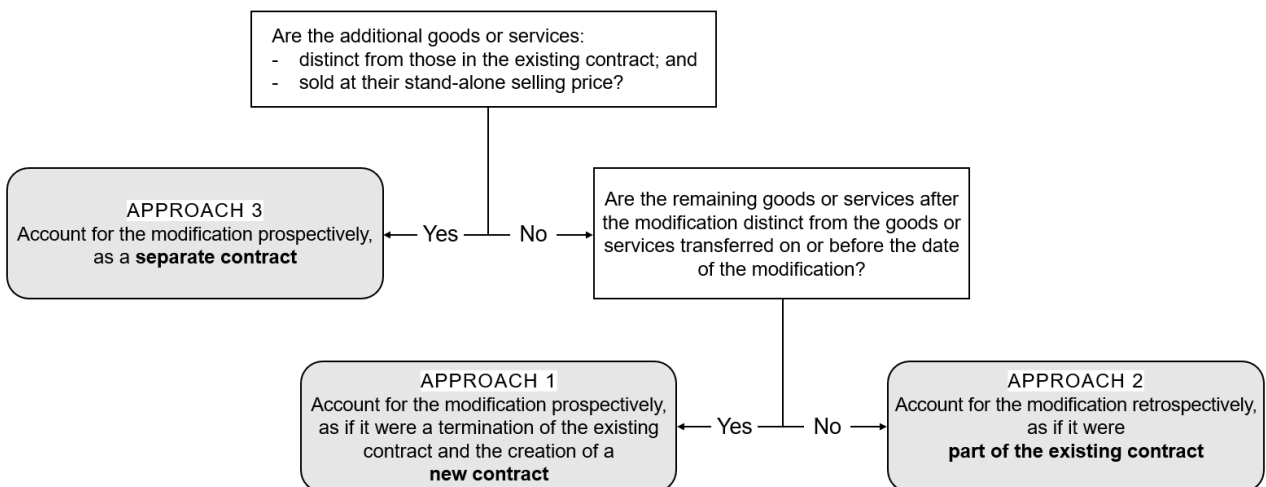 Are the additional goods or services:
- distinct from those in the existing contract; and
- sold at their stand-alone selling price?
APPROACH 3
Account for the modification prospectively,
as a separate contract
Yes
No
Are the remaining goods or services after
the modification distinct from the goods or
services transferred on or before the date
of the modification?
APPROACH 1
Account for the modification prospectively,
as if it were a termination of the existing
contract and the creation of a
new contract
Yes
No
APPROACH 2
Account for the modification retrospectively,
as if it were
part of the existing contract